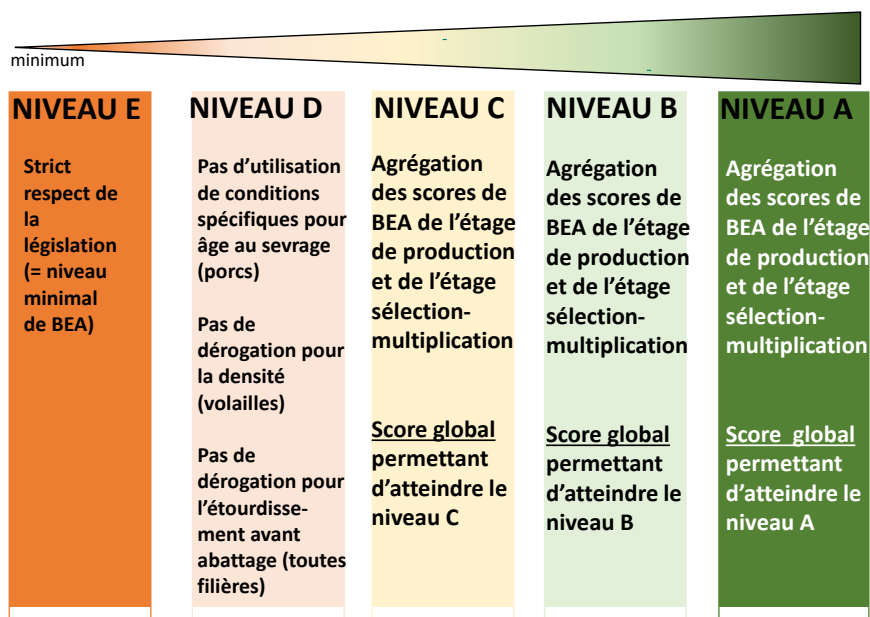 minimum
NIVEAU E
Strict
respect de
la
législation
(= niveau
minimal
de BEA)
NIVEAU D
Pas d’utilisation
de conditions
spécifiques pour
âge au sevrage
(porcs)
Pas de
dérogation pour
la densité
(volailles)
Pas de
dérogation pour
l’étourdisse-
ment avant
abattage (toutes
filières)
NIVEAU C
Agrégation
des scores de
BEA de l’étage
de production
et de l’étage
sélection-
multiplication
Score global
permettant
d’atteindre le
niveau C
NIVEAU B
Agrégation
des scores de
BEA de l’étage
de production
et de l’étage
sélection-
multiplication
Score global
permettant
d’atteindre le
niveau B
NIVEAU A
Agrégation
des scores de
BEA de l’étage
de production
et de l’étage
sélection-
multiplication
Score global
permettant
d’atteindre le
niveau A